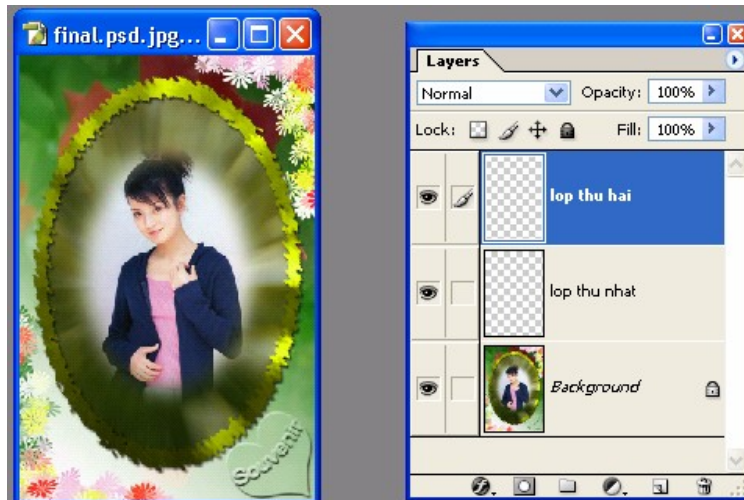 final.psd.jpg...
Souvenir
Layers
Normal
Opacity: 100%
Lock:
Fill: 100%
lop thu hai
lop thu nhat
Background